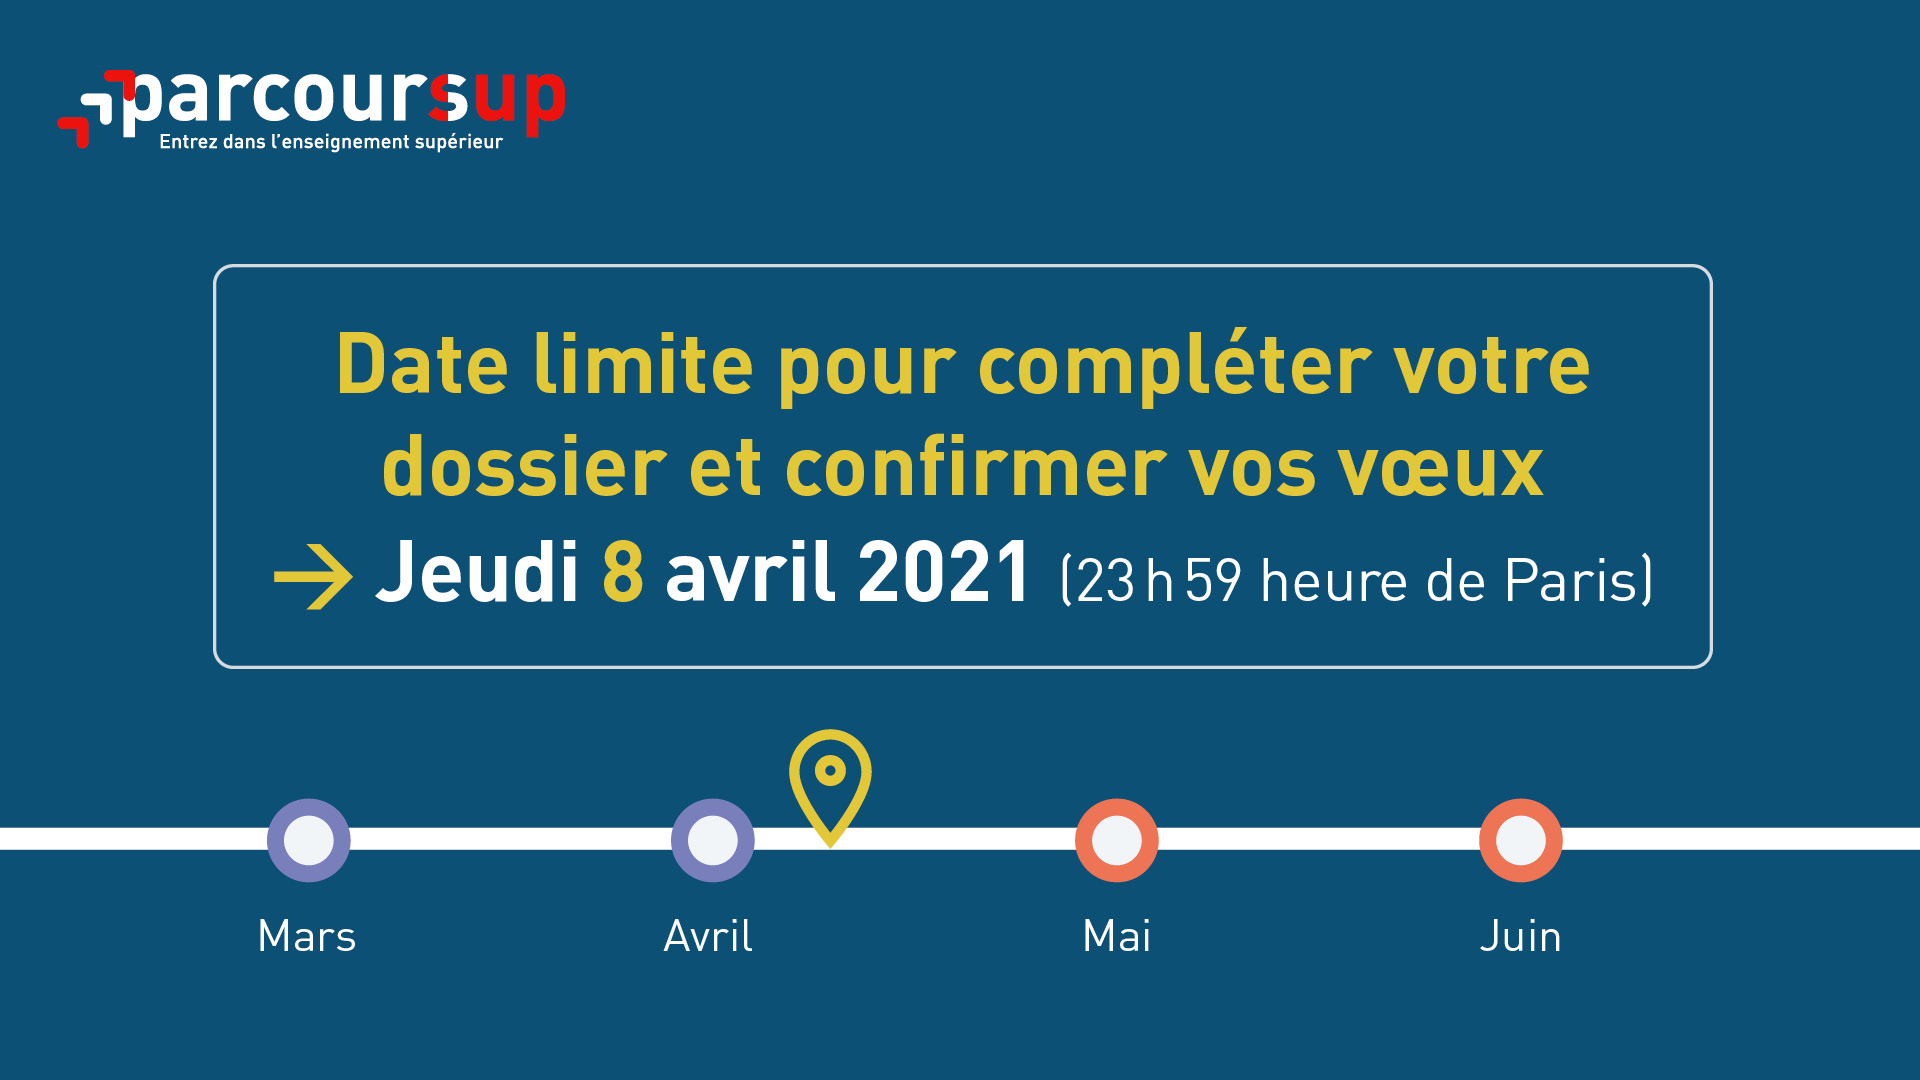 parcoursup
Entrez dans l'enseignement supérieur
Date limite pour compléter votre
dossier et confirmer vos vœux
→ Jeudi 8 avril 2021 (23 h 59 heure de Paris)
Mars Avril Mai Juin